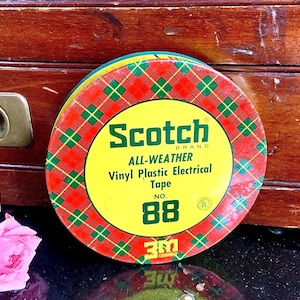 Scotch
BRAND
ALL-WEATHER
Vinyl Plastic Electrical
Tape
NO.
88
3M